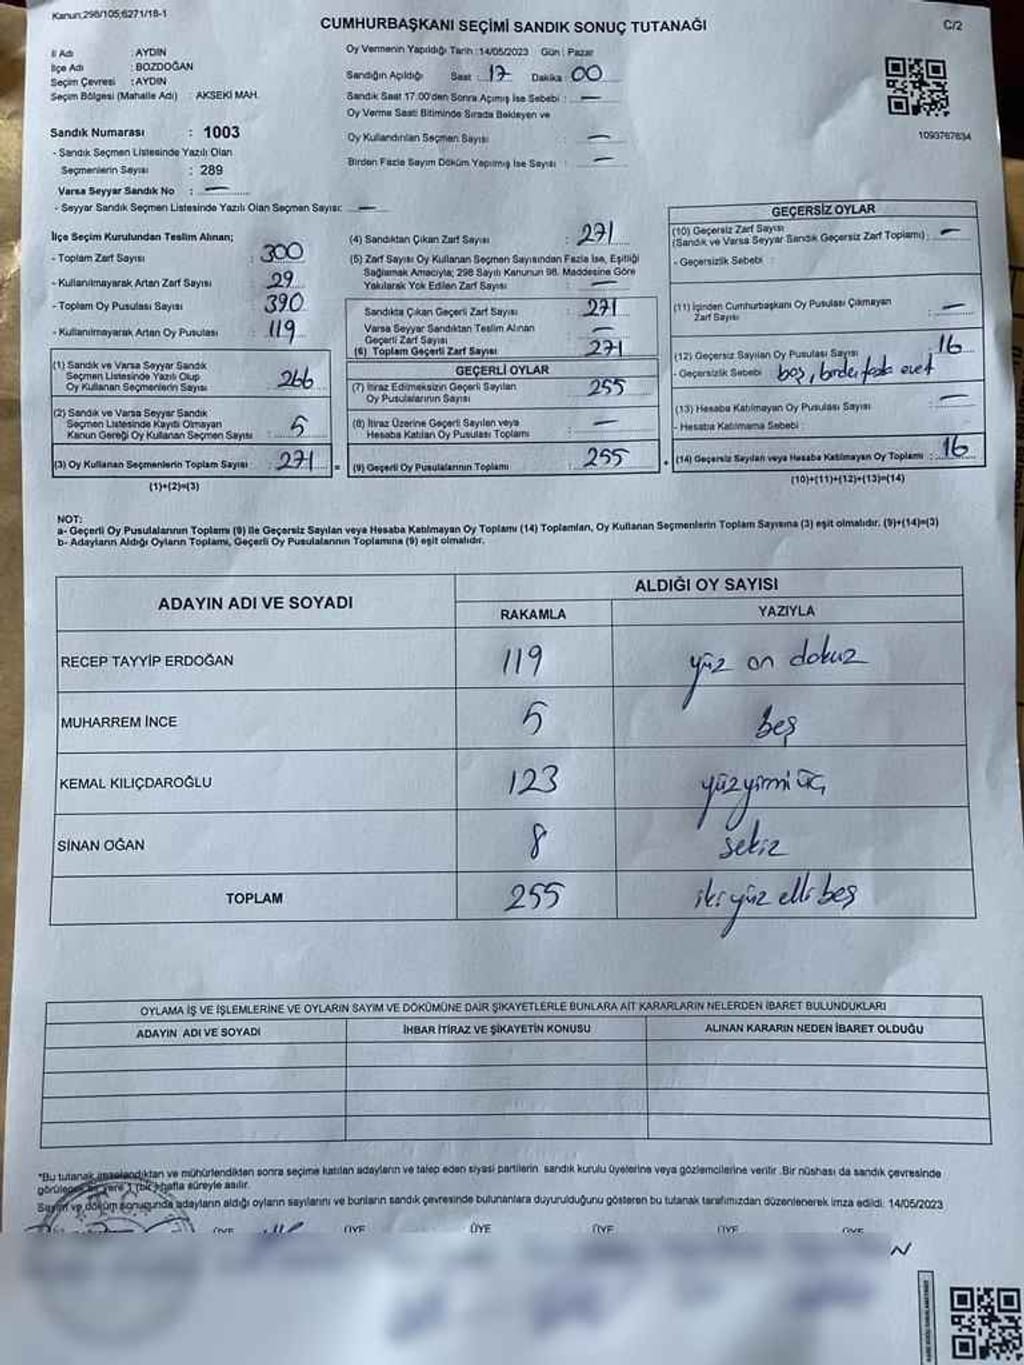 Kanun;298/105;6271/18-1
CUMHURBAŞKANI SEÇİMİ SANDIK SONUÇ TUTANAĞI
C/2
İl Adı : AYDIN
İlçe Adı : BOZDOĞAN
Seçim Çevresi : AYDIN
Seçim Bölgesi (Mahalle Adı) : AKSEKİ MAH.
Sandık Numarası : 1003
- Sandık Seçmen Listesinde Yazılı Olan
Seçmenlerin Sayısı : 289
Varsa Seyyar Sandık No : —
- Seyyar Sandık Seçmen Listesinde Yazılı Olan Seçmen Sayısı: —
Oy Vermenin Yapıldığı Tarih : 14/05/2023 Gün : Pazar
Sandığın Açıldığı Saat : 17 Dakika : 00
Sandık Saat 17.00'den Sonra Açımış İse Sebebi : —
Oy Verme Saati Bitiminde Sırada Bekleyen ve
Oy Kullandırılan Seçmen Sayısı : —
Birden Fazla Sayım Döküm Yapılmış İse Sayısı : —
1093767634
İlçe Seçim Kurulundan Teslim Alınan;
- Toplam Zarf Sayısı : 300
- Kullanılmayarak Artan Zarf Sayısı : 29
- Toplam Oy Pusulası Sayısı : 390
- Kullanılmayarak Artan Oy Pusulası : 119
(1) Sandık ve Varsa Seyyar Sandık
Seçmen Listesinde Yazılı Olup
Oy Kullanan Seçmenlerin Sayısı : 266
(2) Sandık ve Varsa Seyyar Sandık
Seçmen Listesinde Kayıtlı Olmayan
Kanun Gereği Oy Kullanan Seçmen Sayısı : 5
(3) Oy Kullanan Seçmenlerin Toplam Sayısı : 271 =
(1)+(2)=(3)
(4) Sandıktan Çıkan Zarf Sayısı : 271
(5) Zarf Sayısı Oy Kullanan Seçmen Sayısından Fazla İse, Eşitliği
Sağlamak Amacıyla; 298 Sayılı Kanunun 98. Maddesine Göre
Yakılarak Yok Edilen Zarf Sayısı : —
Sandıkta Çıkan Geçerli Zarf Sayısı : 271
Varsa Seyyar Sandıktan Teslim Alınan
Geçerli Zarf Sayısı : —
(6) Toplam Geçerli Zarf Sayısı : 271
GEÇERLİ OYLAR
(7) İtiraz Edilmeksizin Geçerli Sayılan
Oy Pusulalarının Sayısı : 255
(8) İtiraz Üzerine Geçerli Sayılan veya
Hesaba Katılan Oy Pusulası Toplamı : —
(9) Geçerli Oy Pusulalarının Toplamı : 255 +
GEÇERSİZ OYLAR
(10) Geçersiz Zarf Sayısı
(Sandık ve Varsa Seyyar Sandık Geçersiz Zarf Toplamı) : —
- Geçersizlik Sebebi :
(11) İçinden Cumhurbaşkanı Oy Pusulası Çıkmayan
Zarf Sayısı : —
(12) Geçersiz Sayılan Oy Pusulası Sayısı : 16
- Geçersizlik Sebebi : boş, birden fazla evet
(13) Hesaba Katılmayan Oy Pusulası Sayısı : —
- Hesaba Katılmama Sebebi :
(14) Geçersiz Sayılan veya Hesaba Katılmayan Oy Toplamı : 16
(10)+(11)+(12)+(13)=(14)
NOT:
a- Geçerli Oy Pusulalarının Toplamı (9) ile Geçersiz Sayılan veya Hesaba Katılmayan Oy Toplamı (14) Toplamları, Oy Kullanan Seçmenlerin Toplam Sayısına (3) eşit olmalıdır. (9)+(14)=(3)
b- Adayların Aldığı Oyların Toplamı, Geçerli Oy Pusulalarının Toplamına (9) eşit olmalıdır.
ADAYIN ADI VE SOYADI
ALDIĞI OY SAYISI
RAKAMLA YAZIYLA
RECEP TAYYİP ERDOĞAN 119 yüz on dokuz
MUHARREM İNCE 5 beş
KEMAL KILIÇDAROĞLU 123 yüzyirmi üç
SİNAN OĞAN 8 sekiz
TOPLAM 255 iki yüz elli beş
OYLAMA İŞ VE İŞLEMLERİNE VE OYLARIN SAYIM VE DÖKÜMÜNE DAİR ŞİKAYETLERLE BUNLARA AİT KARARLARIN NELERDEN İBARET BULUNDUKLARI
ADAYIN ADI VE SOYADI İHBAR İTİRAZ VE ŞİKAYETİN KONUSU ALINAN KARARIN NEDEN İBARET OLDUĞU
*Bu tutanak imzalandıktan ve mühürlendikten sonra seçime katılan adayların ve talep eden siyasi partilerin sandık kurulu üyelerine veya gözlemcilerine verilir. Bir nüshası da sandık çevresinde
görülecek bir yere 1 (bir) hafta süreyle asılır.
Sayım ve döküm sonucunda adayların aldığı oyların sayılarını ve bunların sandık çevresinde bulunanlara duyurulduğunu gösteren bu tutanak tarafımızdan düzenlenerek imza edildi. 14/05/2023
ÜYE ÜYE ÜYE ÜYE ÜYE ÜYE
N